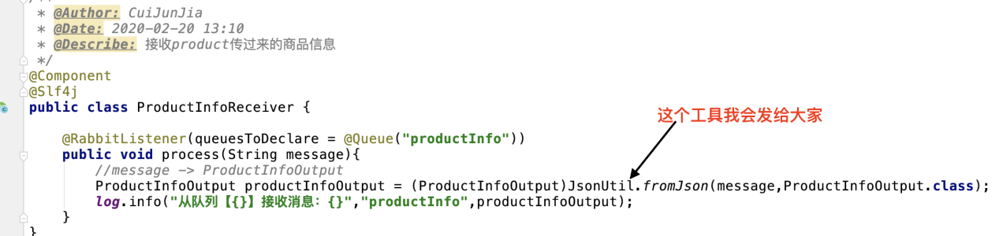 * @Author: CuiJunJia
* @Date: 2020-02-20 13:10
* @Describe: 接收product传过来的商品信息
*/
@Component
@Slf4j
public class ProductInfoReceiver {
这个工具我会发给大家
@RabbitListener(queuesToDeclare = @Queue("productInfo"))
public void process(String message){
//message -> ProductInfoOutput
ProductInfoOutput productInfoOutput = (ProductInfoOutput)JsonUtil.fromJson(message,ProductInfoOutput.class);
log.info("从队列【{}】接收消息: {}","productInfo",productInfoOutput);
}
}